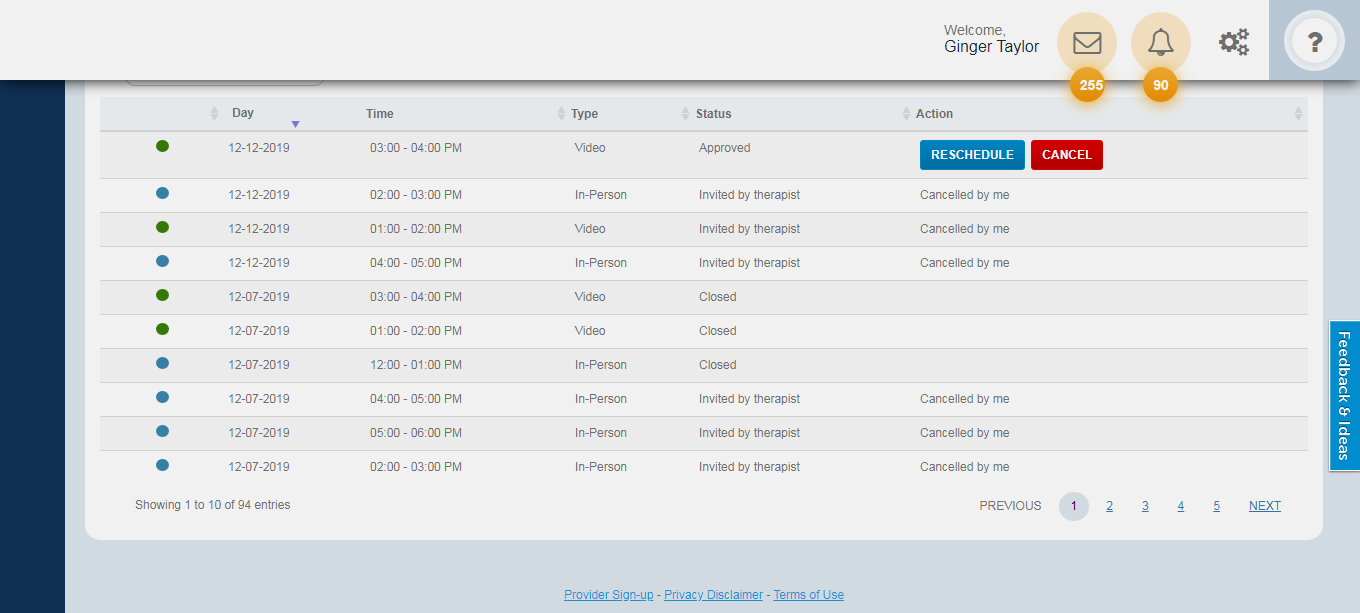 Welcome,
Ginger Taylor
255
90
?
Day Time Type Status Action
12-12-2019 03:00 - 04:00 PM Video Approved RESCHEDULE CANCEL
12-12-2019 02:00 - 03:00 PM In-Person Invited by therapist Cancelled by me
12-12-2019 01:00 - 02:00 PM Video Invited by therapist Cancelled by me
12-12-2019 04:00 - 05:00 PM In-Person Invited by therapist Cancelled by me
12-07-2019 03:00 - 04:00 PM Video Closed
12-07-2019 01:00 - 02:00 PM Video Closed
12-07-2019 12:00 - 01:00 PM In-Person Closed
12-07-2019 04:00 - 05:00 PM In-Person Invited by therapist Cancelled by me
12-07-2019 05:00 - 06:00 PM In-Person Invited by therapist Cancelled by me
12-07-2019 02:00 - 03:00 PM In-Person Invited by therapist Cancelled by me
Showing 1 to 10 of 94 entries PREVIOUS 1 2 3 4 5 NEXT
Feedback & Ideas
Provider Sign-up - Privacy Disclaimer - Terms of Use